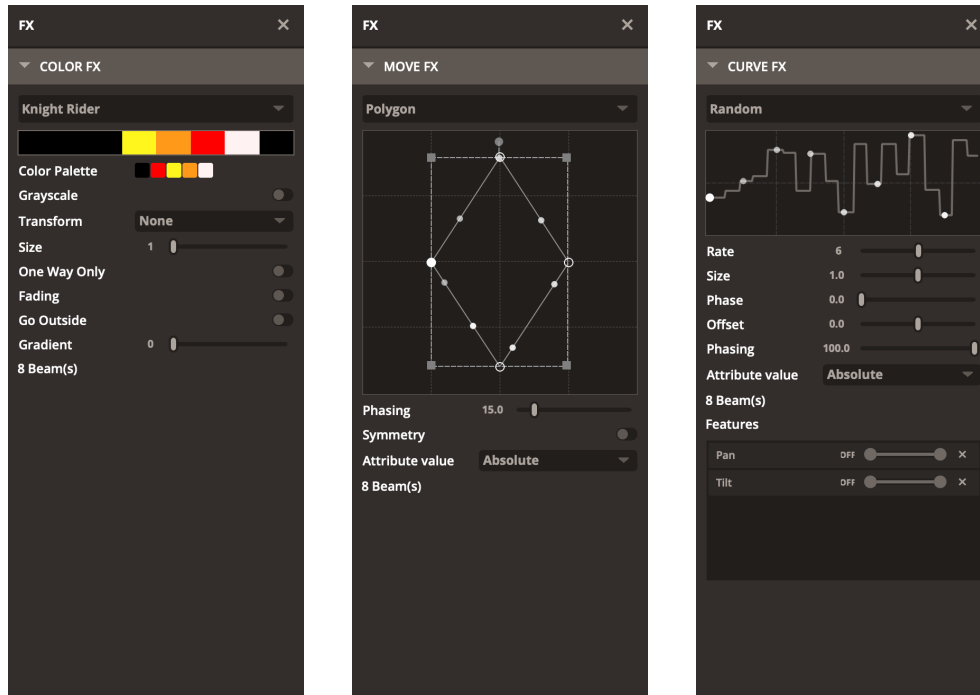 FX
COLOR FX
Knight Rider
Color Palette
Grayscale
Transform None
Size 1
One Way Only
Fading
Go Outside
Gradient 0
8 Beam(s)
FX
MOVE FX
Polygon
Phasing 15.0
Symmetry
Attribute value Absolute
8 Beam(s)
FX
CURVE FX
Random
Rate 6
Size 1.0
Phase 0.0
Offset 0.0
Phasing 100.0
Attribute value Absolute
8 Beam(s)
Features
Pan OFF
Tilt OFF